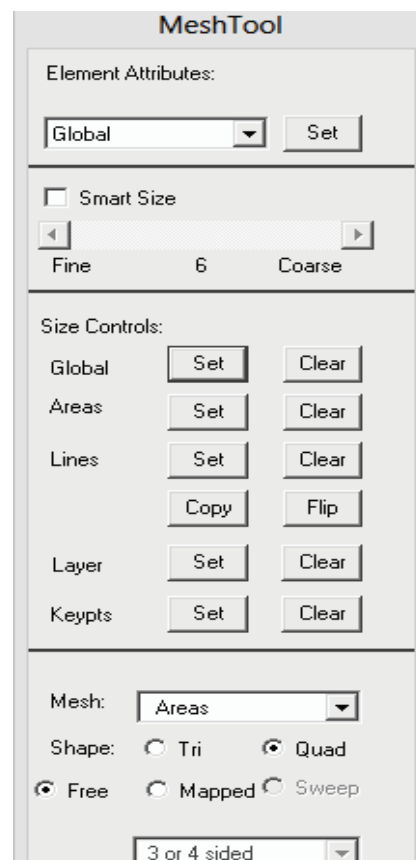 MeshTool
Element Attributes:
Global Set
Smart Size
Fine 6 Coarse
Size Controls:
Global Set Clear
Areas Set Clear
Lines Set Clear
Copy Flip
Layer Set Clear
Keypts Set Clear
Mesh: Areas
Shape: Tri Quad
Free Mapped Sweep
3 or 4 sided